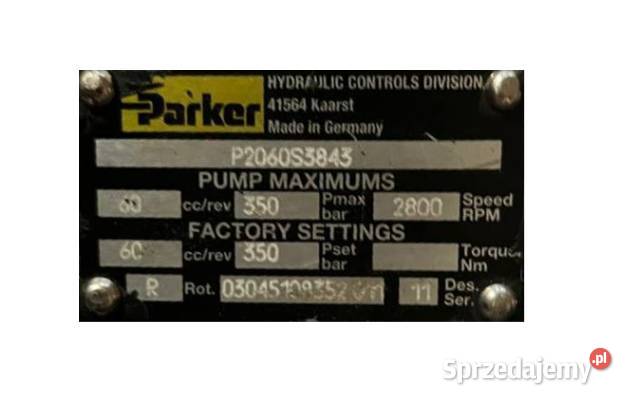 Parker
HYDRAULIC CONTROLS DIVISION
41564 Kaarst
Made in Germany
P2060S3843
PUMP MAXIMUMS
60 cc/rev 350 Pmax bar 2800 Speed RPM
FACTORY SETTINGS
60 cc/rev 350 Pset bar Torque Nm
R Rot. 11 Des. Ser.
Sprzedajemy.pl